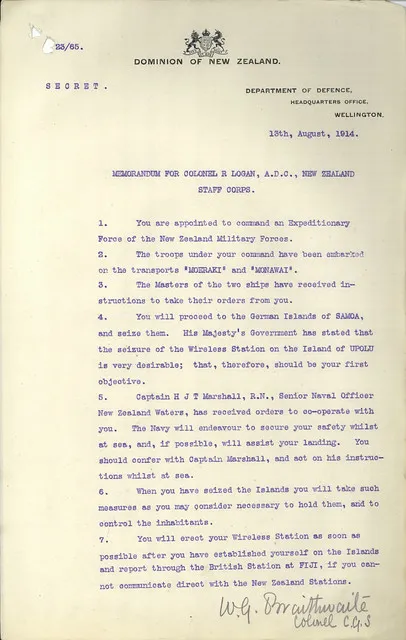 23/65.
DOMINION OF NEW ZEALAND.
SECRET.
DEPARTMENT OF DEFENCE,
HEADQUARTERS OFFICE,
WELLINGTON.
13th, August, 1914.
MEMORANDUM FOR COLONEL R LOGAN, A.D.C., NEW ZEALAND
STAFF CORPS.
1. You are appointed to command an Expeditionary
Force of the New Zealand Military Forces.
2. The troops under your command have been embarked
on the transports "MOERAKI" and "MONAWAI".
3. The Masters of the two ships have received in-
structions to take their orders from you.
4. You will proceed to the German Islands of SAMOA,
and seize them. His Majesty's Government has stated that
the seizure of the Wireless Station on the Island of UPOLU
is very desirable; that, therefore, should be your first
objective.
5. Captain H J T Marshall, R.N., Senior Naval Officer
New Zealand Waters, has received orders to co-operate with
you. The Navy will endeavour to secure your safety whilst
at sea, and, if possible, will assist your landing. You
should confer with Captain Marshall, and act on his instruc-
tions whilst at sea.
6. When you have seized the Islands you will take such
measures as you may consider necessary to hold them, and to
control the inhabitants.
7. You will erect your Wireless Station as soon as
possible after you have established yourself on the Islands
and report through the British Station at FIJI, if you can-
not communicate direct with the New Zealand Stations.
W.G. Braithwaite
Colonel C.G.S